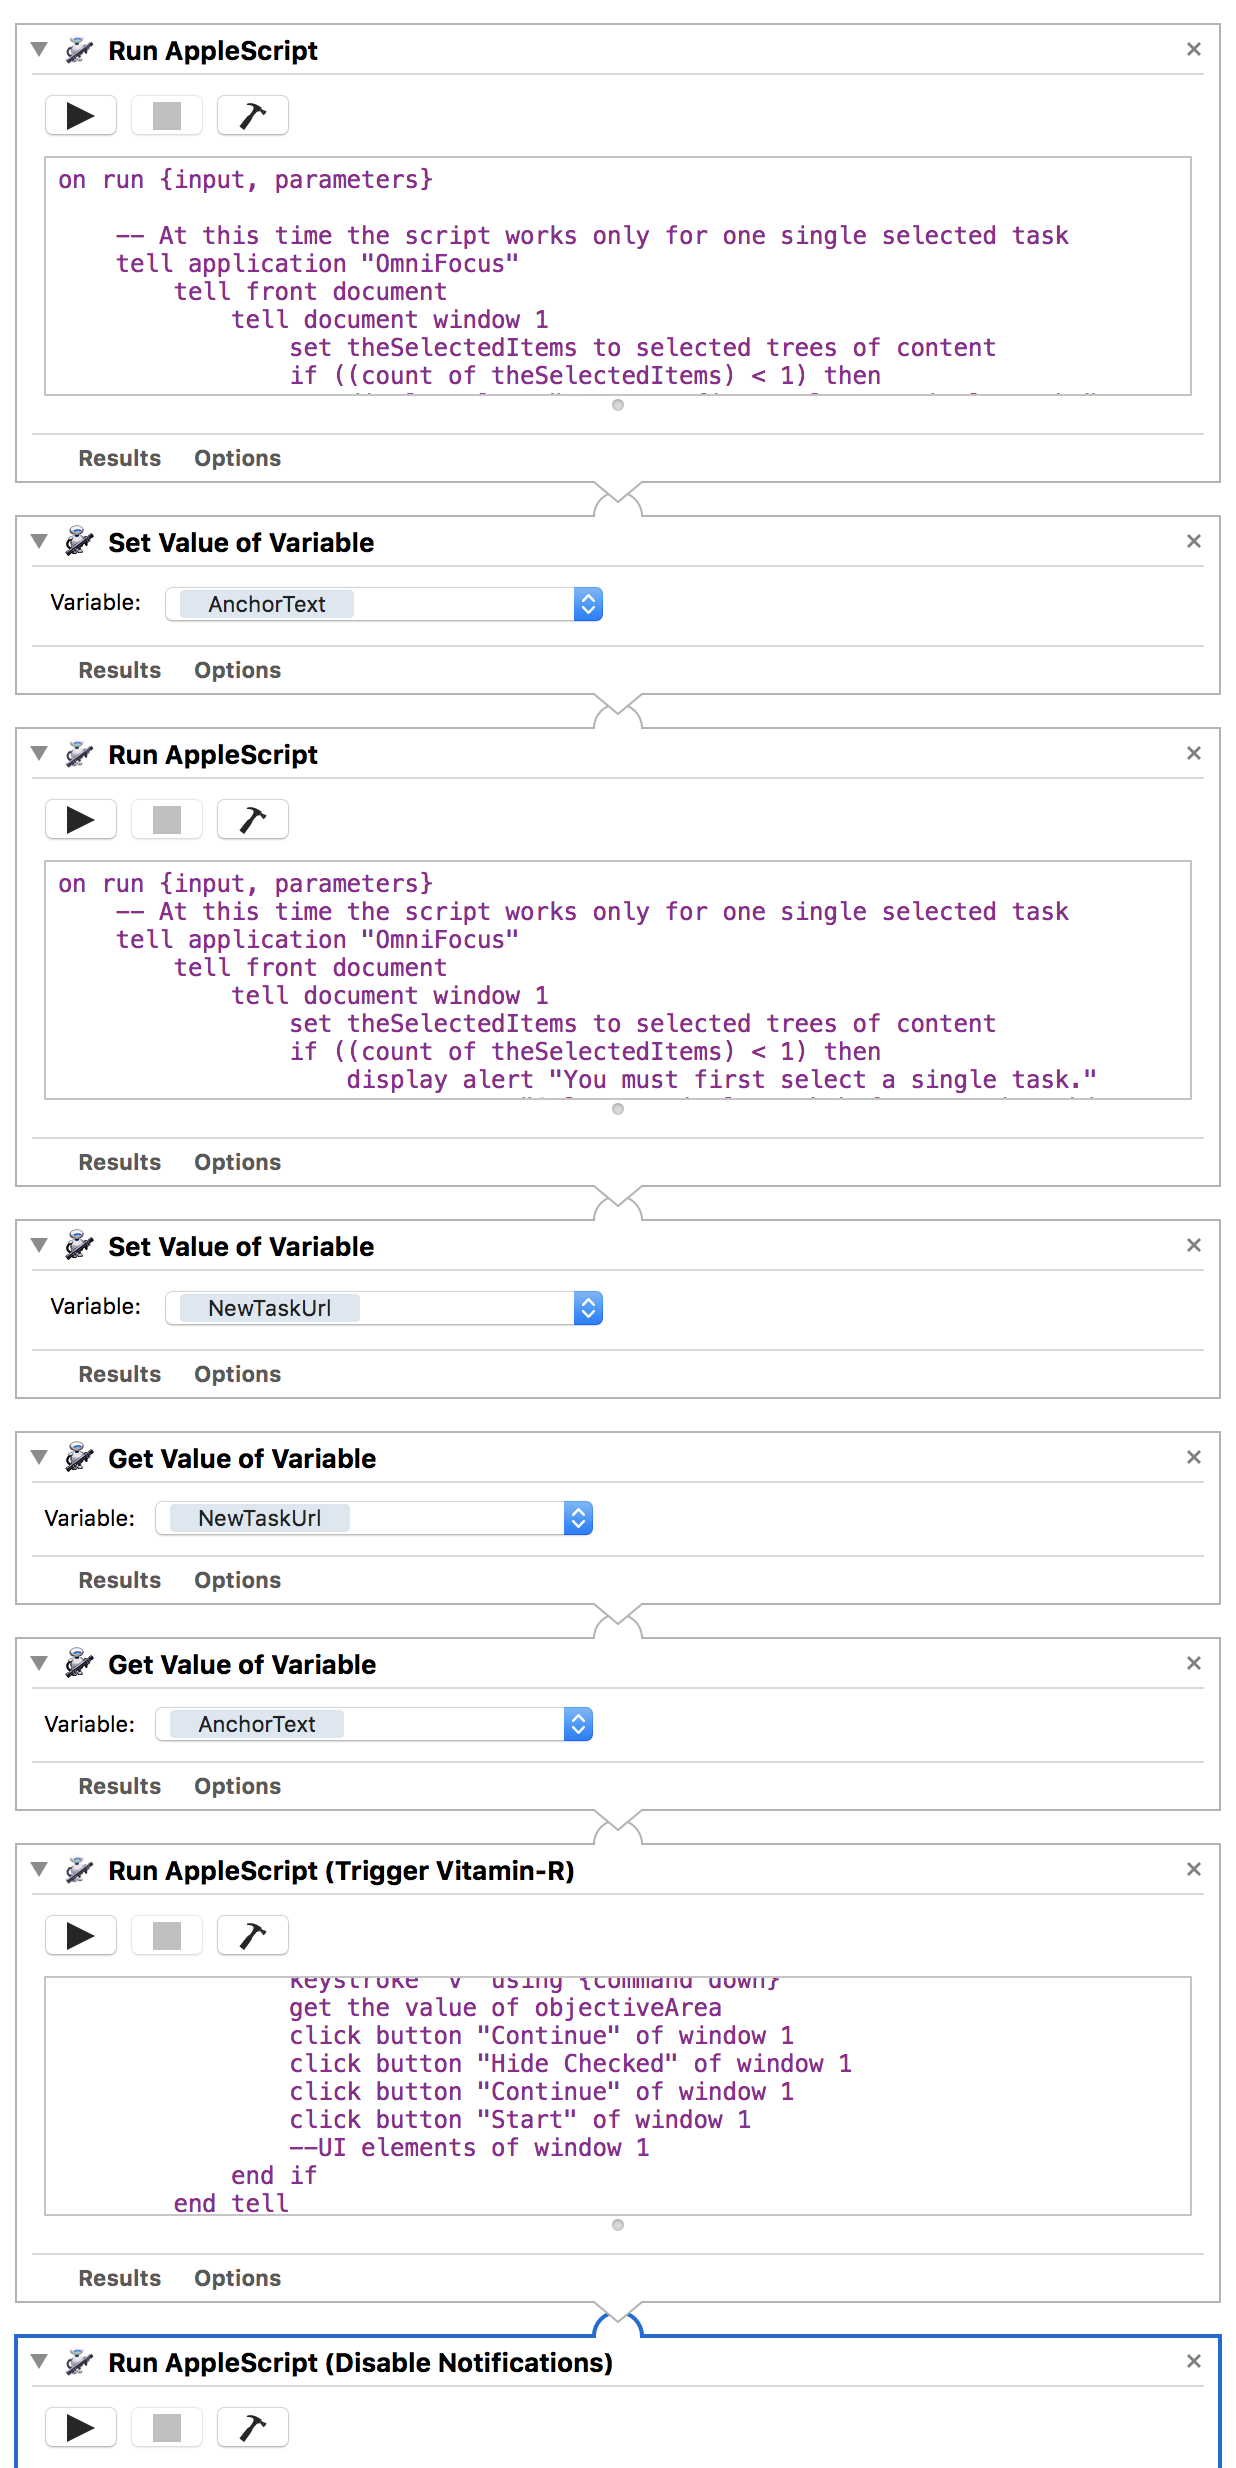 Run AppleScript
on run {input, parameters}
-- At this time the script works only for one single selected task
tell application "OmniFocus"
tell front document
tell document window 1
set theSelectedItems to selected trees of content
if ((count of theSelectedItems) < 1) then
Results Options
Set Value of Variable
Variable: AnchorText
Results Options
Run AppleScript
on run {input, parameters}
-- At this time the script works only for one single selected task
tell application "OmniFocus"
tell front document
tell document window 1
set theSelectedItems to selected trees of content
if ((count of theSelectedItems) < 1) then
display alert "You must first select a single task."
Results Options
Set Value of Variable
Variable: NewTaskUrl
Results Options
Get Value of Variable
Variable: NewTaskUrl
Results Options
Get Value of Variable
Variable: AnchorText
Results Options
Run AppleScript (Trigger Vitamin-R)
keystroke "v" using {command down}
get the value of objectiveArea
click button "Continue" of window 1
click button "Hide Checked" of window 1
click button "Continue" of window 1
click button "Start" of window 1
--UI elements of window 1
end if
end tell
Results Options
Run AppleScript (Disable Notifications)